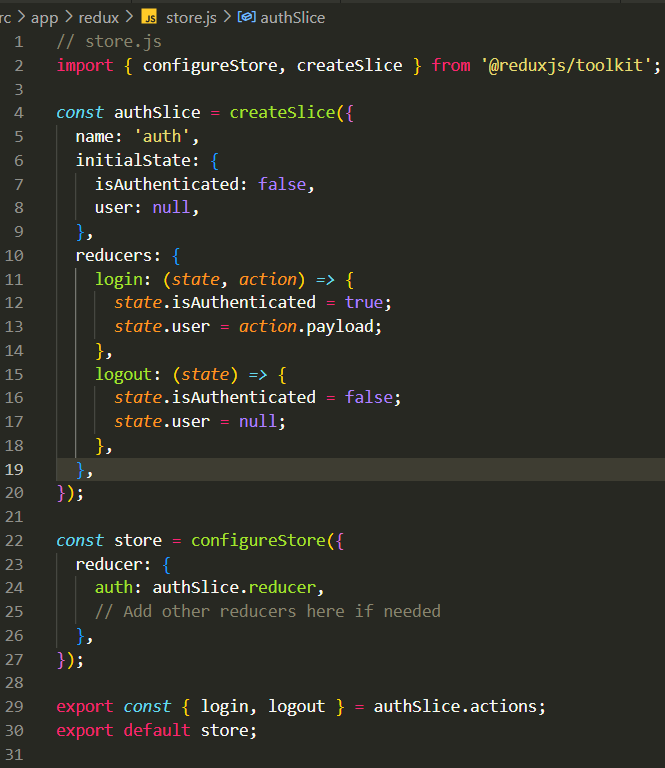 rc > app > redux > JS store.js > authSlice
1 // store.js
2 import { configureStore, createSlice } from '@reduxjs/toolkit';
3
4 const authSlice = createSlice({
5   name: 'auth',
6   initialState: {
7     isAuthenticated: false,
8     user: null,
9   },
10   reducers: {
11     login: (state, action) => {
12       state.isAuthenticated = true;
13       state.user = action.payload;
14     },
15     logout: (state) => {
16       state.isAuthenticated = false;
17       state.user = null;
18     },
19   },
20 });
21
22 const store = configureStore({
23   reducer: {
24     auth: authSlice.reducer,
25     // Add other reducers here if needed
26   },
27 });
28
29 export const { login, logout } = authSlice.actions;
30 export default store;
31